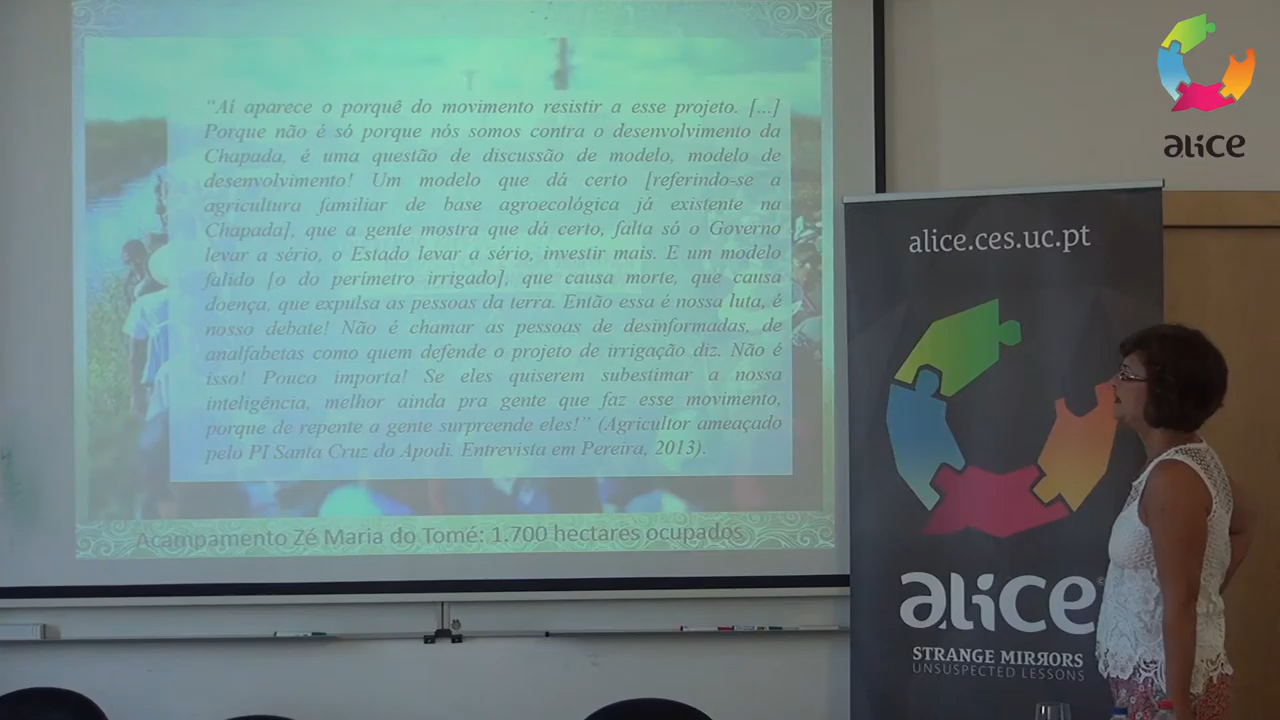 “Aí aparece o porquê do movimento resistir a esse projeto. [...]
Porque não é só porque nós somos contra o desenvolvimento da
Chapada, é uma questão de discussão de modelo, modelo de
desenvolvimento! Um modelo que dá certo [referindo-se a
agricultura familiar de base agroecológica já existente na
Chapada], que a gente mostra que dá certo, falta só o Governo
levar a sério, o Estado levar a sério, investir mais. E um modelo
falido [o do perímetro irrigado], que causa morte, que causa
doença, que expulsa as pessoas da terra. Então essa é nossa luta, é
nosso debate! Não é chamar as pessoas de desinformadas, de
analfabetas como quem defende o projeto de irrigação diz. Não é
isso! Pouco importa! Se eles quiserem subestimar a nossa
inteligência, melhor ainda pra gente que faz esse movimento,
porque de repente a gente surpreende eles!” (Agricultor ameaçado
pelo PI Santa Cruz do Apodi. Entrevista em Pereira, 2013).
Acampamento Zé Maria do Tomé: 1.700 hectares ocupados
alice
alice.ces.uc.pt
alice
STRANGE MIRRORS
UNSUSPECTED LESSONS